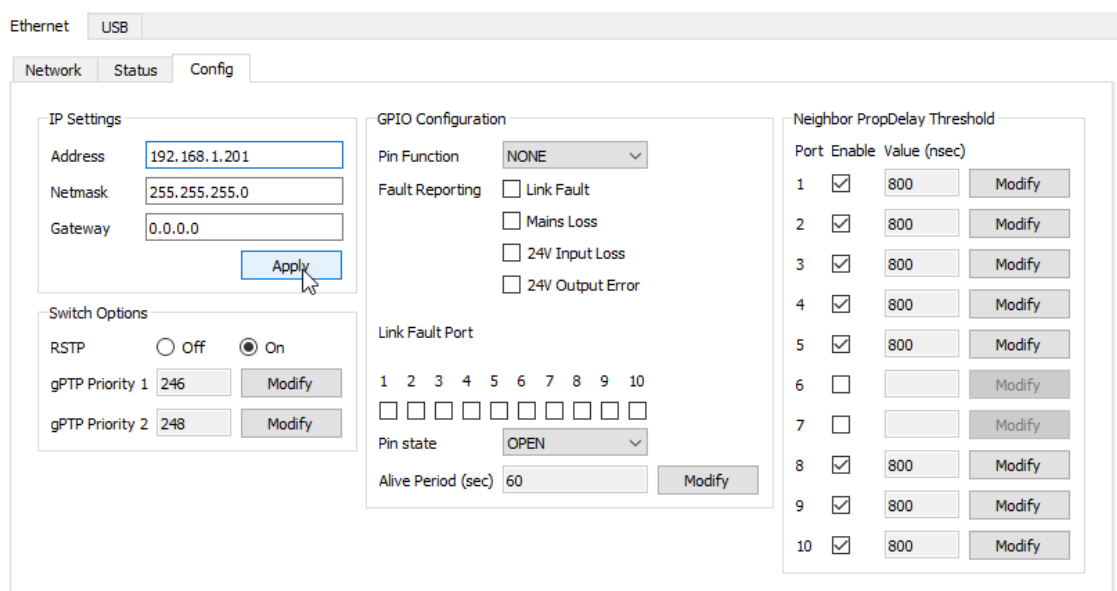 Ethernet USB
Network Status Config
IP Settings
Address 192.168.1.201
Netmask 255.255.255.0
Gateway 0.0.0.0
Apply
Switch Options
RSTP Off On
gPTP Priority 1 246 Modify
gPTP Priority 2 248 Modify
GPIO Configuration
Pin Function NONE
Fault Reporting Link Fault
Mains Loss
24V Input Loss
24V Output Error
Link Fault Port
1 2 3 4 5 6 7 8 9 10
Pin state OPEN
Alive Period (sec) 60 Modify
Neighbor PropDelay Threshold
Port Enable Value (nsec)
1 800 Modify
2 800 Modify
3 800 Modify
4 800 Modify
5 800 Modify
6 Modify
7 Modify
8 800 Modify
9 800 Modify
10 800 Modify